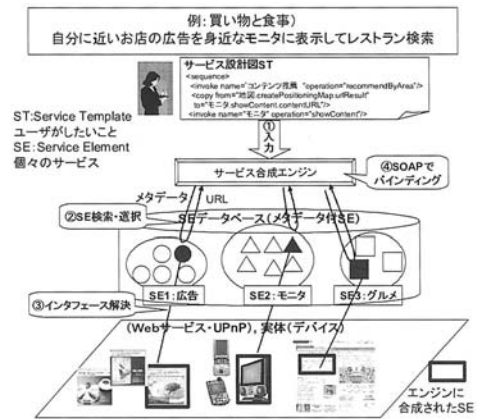 例:買い物と食事)
自分に近いお店の広告を身近なモニタに表示してレストラン検索
サービス設計図ST
<sequence>
<invoke name="コンテンツ推薦" operation="recommendByArea"/>
<copy from="地図.createPositioningMap.urlResult"
to="モニタ.showContent.contentURL"/>
<invoke name="モニタ" operation="showContent"/>
ST:Service Template
ユーザがしたいこと
SE:Service Element
個々のサービス
①入力
サービス合成エンジン
④SOAPで
バインディング
メタデータ
URL
②SE検索・選択
SEデータベース(メタデータ付SE)
SE1:広告
SE2:モニタ
SE3:グルメ
③インタフェース解決
(Webサービス・UPnP), 実体(デバイス)
エンジンに
合成されたSE